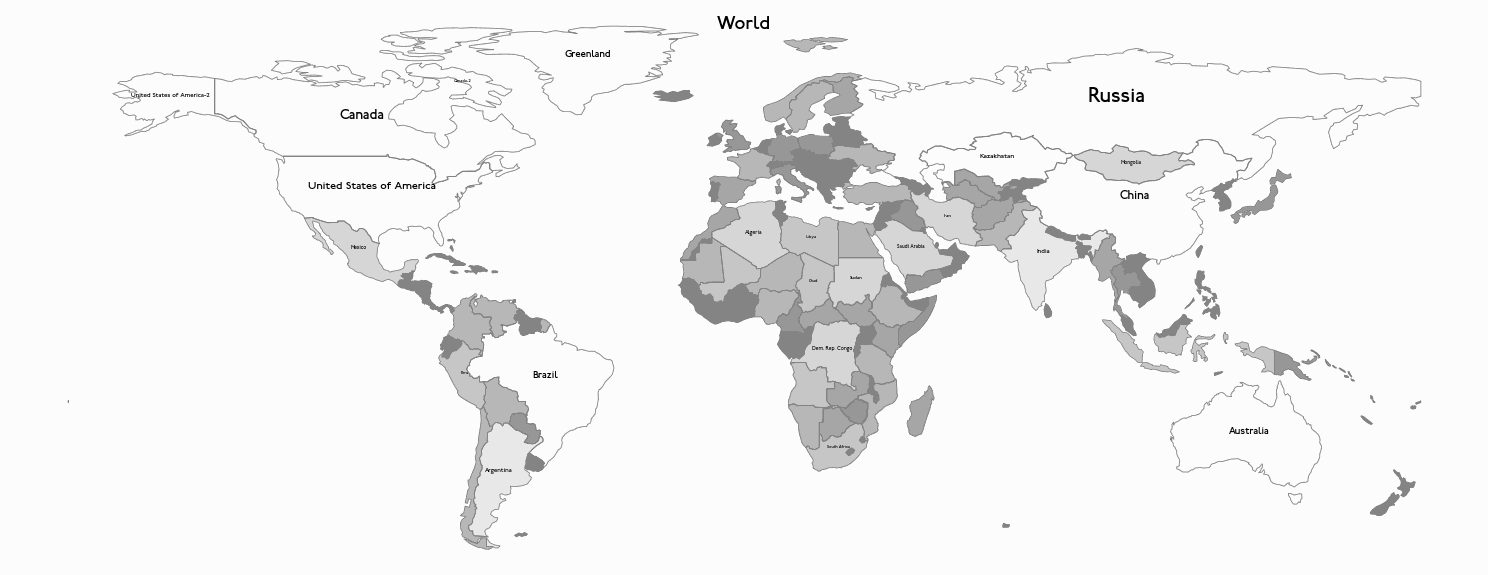 World
Greenland
Canada-2
United States of America-2
Russia
Canada
Kazakhstan
Mongolia
United States of America
China
Iran
Algeria
Libya
Saudi Arabia
Mexico
India
Sudan
Chad
Dem. Rep. Congo
Peru
Brazil
Australia
South Africa
Argentina